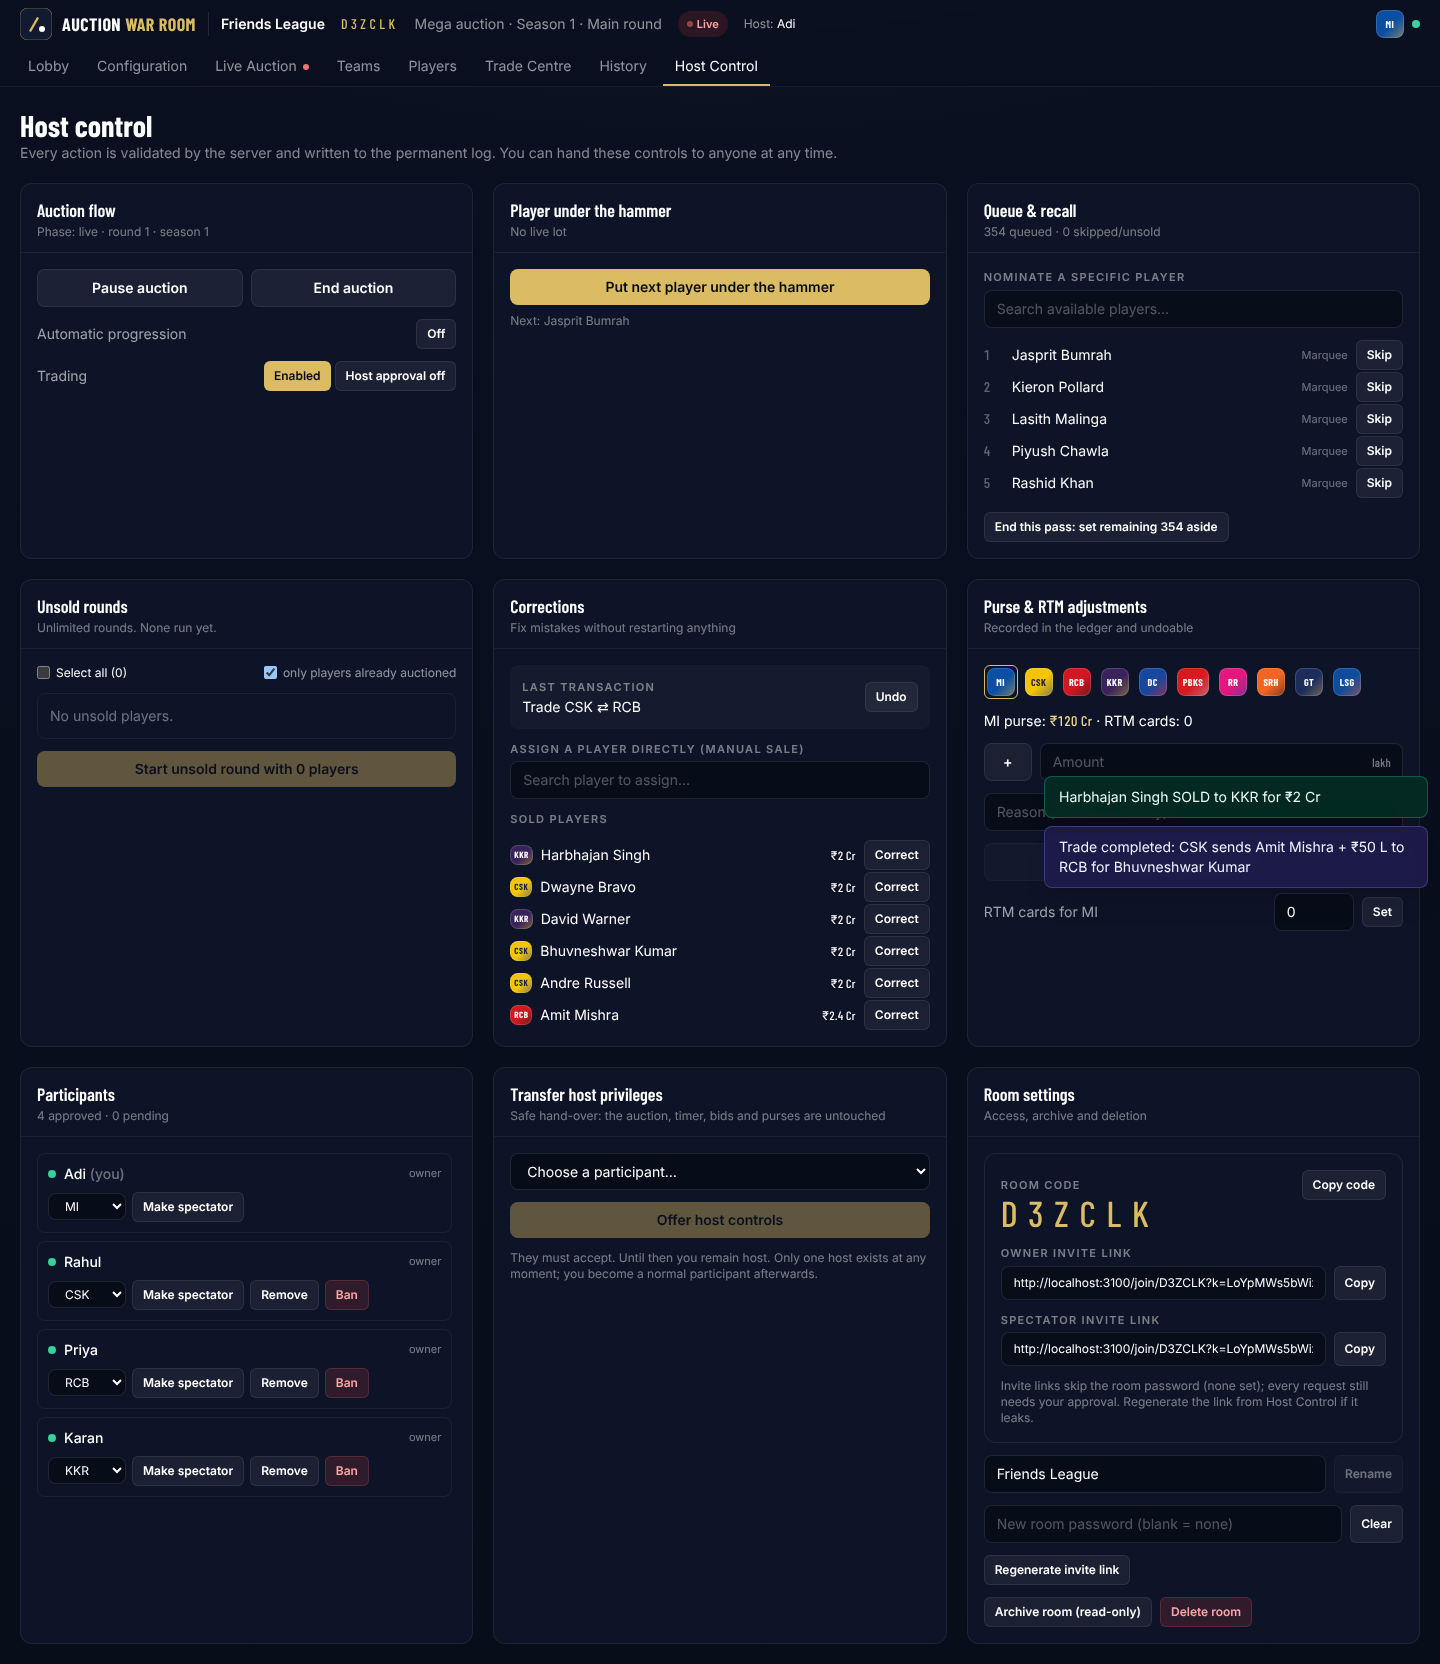 AUCTION WAR ROOM
Friends League
D3ZCLK
Mega auction · Season 1 · Main round
Live
Host: Adi
MI
Lobby
Configuration
Live Auction
Teams
Players
Trade Centre
History
Host Control
Host control
Every action is validated by the server and written to the permanent log. You can hand these controls to anyone at any time.
Auction flow
Phase: live · round 1 · season 1
Pause auction
End auction
Automatic progression
Off
Trading
Enabled
Host approval off
Player under the hammer
No live lot
Put next player under the hammer
Next: Jasprit Bumrah
Queue & recall
354 queued · 0 skipped/unsold
NOMINATE A SPECIFIC PLAYER
Search available players...
1 Jasprit Bumrah Marquee Skip
2 Kieron Pollard Marquee Skip
3 Lasith Malinga Marquee Skip
4 Piyush Chawla Marquee Skip
5 Rashid Khan Marquee Skip
End this pass: set remaining 354 aside
Unsold rounds
Unlimited rounds. None run yet.
Select all (0)
only players already auctioned
No unsold players.
Start unsold round with 0 players
Corrections
Fix mistakes without restarting anything
LAST TRANSACTION
Trade CSK ⇄ RCB
Undo
ASSIGN A PLAYER DIRECTLY (MANUAL SALE)
Search player to assign...
SOLD PLAYERS
KKR Harbhajan Singh ₹2 Cr Correct
CSK Dwayne Bravo ₹2 Cr Correct
KKR David Warner ₹2 Cr Correct
CSK Bhuvneshwar Kumar ₹2 Cr Correct
CSK Andre Russell ₹2 Cr Correct
RCB Amit Mishra ₹2.4 Cr Correct
Purse & RTM adjustments
Recorded in the ledger and undoable
MI CSK RCB KKR DC PBKS RR SRH GT LSG
MI purse: ₹120 Cr · RTM cards: 0
+
Amount
lakh
Harbhajan Singh SOLD to KKR for ₹2 Cr
Reason
Trade completed: CSK sends Amit Mishra + ₹50 L to
RCB for Bhuvneshwar Kumar
RTM cards for MI
0
Set
Participants
4 approved · 0 pending
Adi (you)
owner
MI
Make spectator
Rahul
owner
CSK
Make spectator
Remove
Ban
Priya
owner
RCB
Make spectator
Remove
Ban
Karan
owner
KKR
Make spectator
Remove
Ban
Transfer host privileges
Safe hand-over: the auction, timer, bids and purses are untouched
Choose a participant...
Offer host controls
They must accept. Until then you remain host. Only one host exists at any
moment; you become a normal participant afterwards.
Room settings
Access, archive and deletion
ROOM CODE
Copy code
D3ZCLK
OWNER INVITE LINK
http://localhost:3100/join/D3ZCLK?k=LoYpMWs5bWi
Copy
SPECTATOR INVITE LINK
http://localhost:3100/join/D3ZCLK?k=LoYpMWs5bWi
Copy
Invite links skip the room password (none set); every request still
needs your approval. Regenerate the link from Host Control if it
leaks.
Friends League
Rename
New room password (blank = none)
Clear
Regenerate invite link
Archive room (read-only)
Delete room